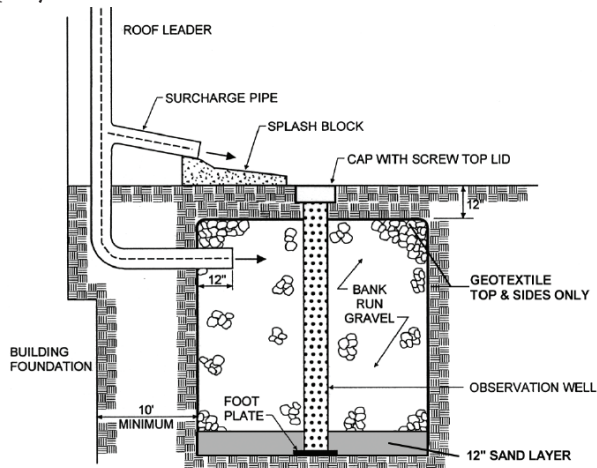 ROOF LEADER
SURCHARGE PIPE
SPLASH BLOCK
CAP WITH SCREW TOP LID
12"
12"
GEOTEXTILE
TOP & SIDES ONLY
BANK
RUN
GRAVEL
BUILDING
FOUNDATION
OBSERVATION WELL
FOOT
PLATE
10'
MINIMUM
12" SAND LAYER